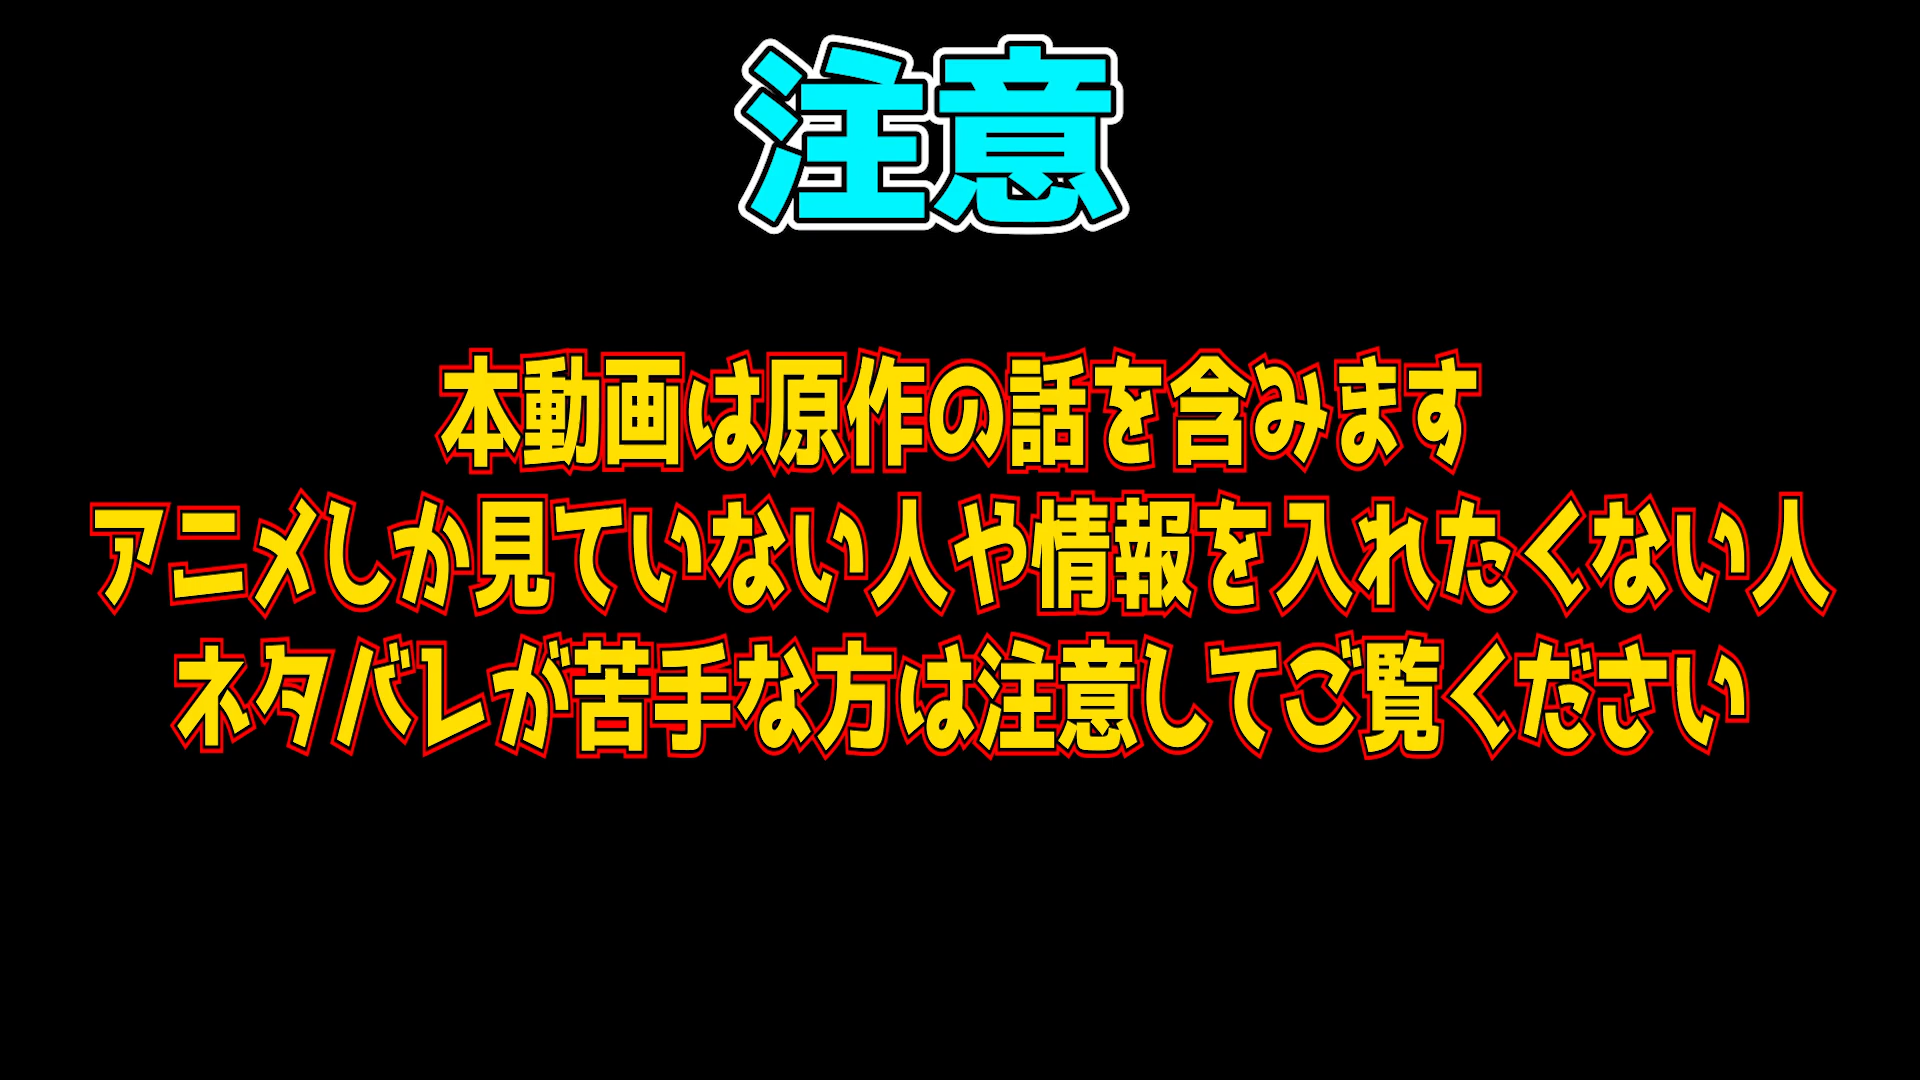 注意
本動画は原作の話を含みます
アニメしか見ていない人や情報を入れたくない人
ネタバレが苦手な方は注意してご覧ください